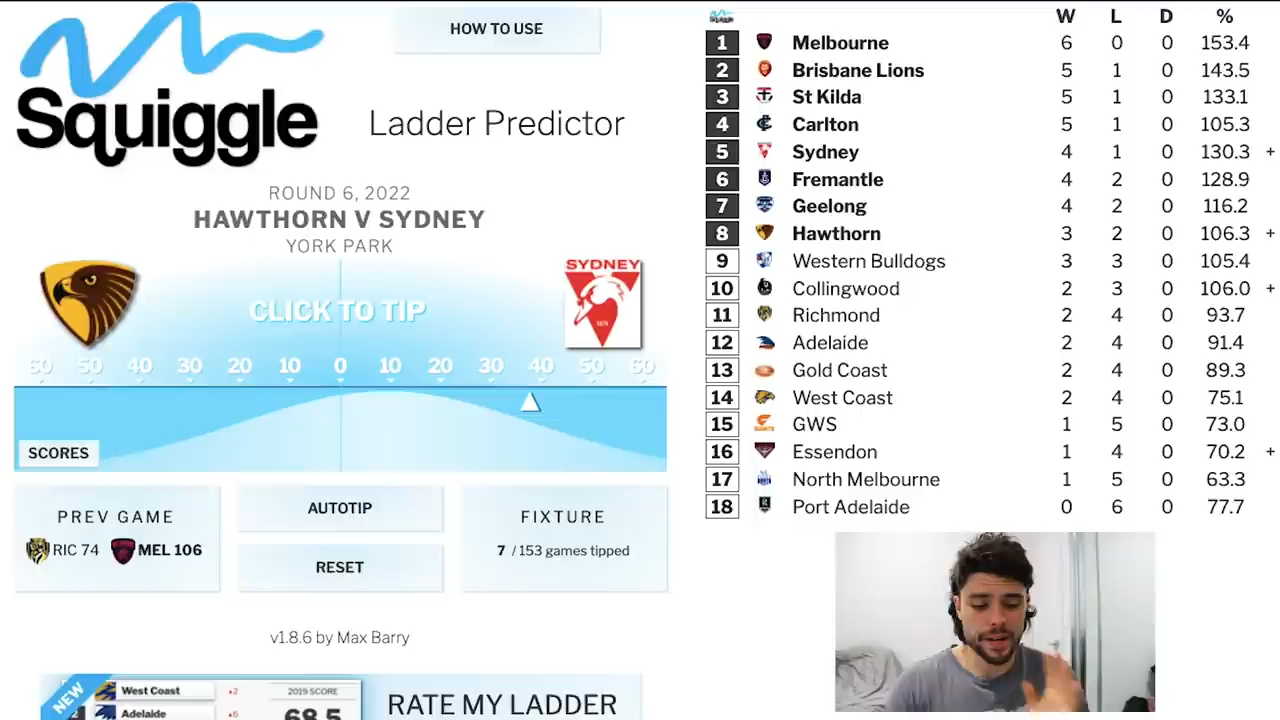 Squiggle
HOW TO USE
Ladder Predictor
ROUND 6, 2022
HAWTHORN V SYDNEY
YORK PARK
SYDNEY
CLICK TO TIP
60 50 40 30 20 10 0 10 20 30 40 50 60
SCORES
PREV GAME
RIC 74 MEL 106
AUTOTIP
RESET
FIXTURE
7 / 153 games tipped
v1.8.6 by Max Barry
NEW
West Coast 2
Adelaide 6
2019 SCORE
68.5
RATE MY LADDER
Squiggle W L D %
1 Melbourne 6 0 0 153.4
2 Brisbane Lions 5 1 0 143.5
3 St Kilda 5 1 0 133.1
4 Carlton 5 1 0 105.3
5 Sydney 4 1 0 130.3 +
6 Fremantle 4 2 0 128.9
7 Geelong 4 2 0 116.2
8 Hawthorn 3 2 0 106.3 +
9 Western Bulldogs 3 3 0 105.4
10 Collingwood 2 3 0 106.0 +
11 Richmond 2 4 0 93.7
12 Adelaide 2 4 0 91.4
13 Gold Coast 2 4 0 89.3
14 West Coast 2 4 0 75.1
15 GWS 1 5 0 73.0
16 Essendon 1 4 0 70.2 +
17 North Melbourne 1 5 0 63.3
18 Port Adelaide 0 6 0 77.7